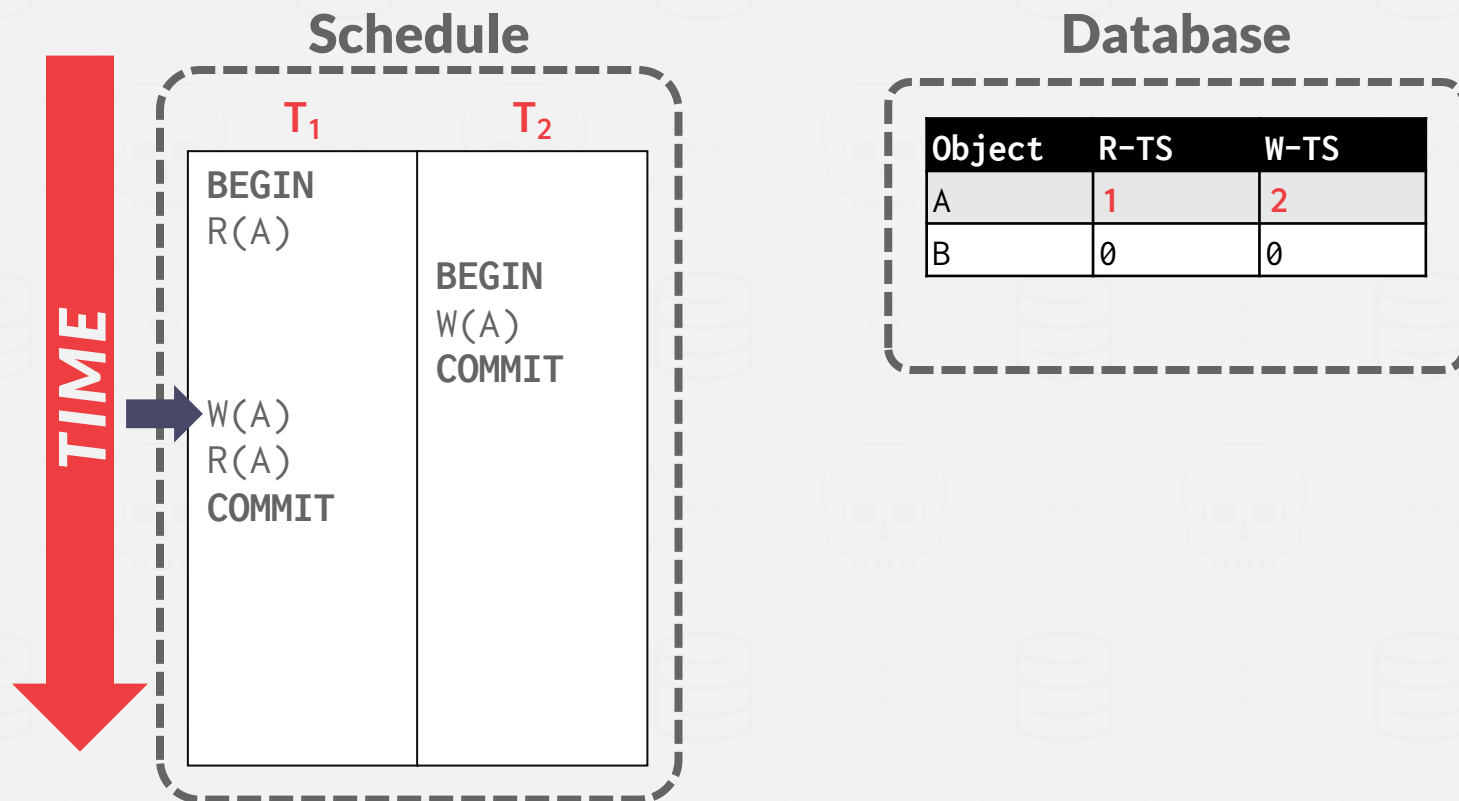 Schedule
Database
TIME
T₁ T₂
BEGIN
R(A)
BEGIN
W(A)
COMMIT
W(A)
R(A)
COMMIT
Object R-TS W-TS
A 1 2
B 0 0